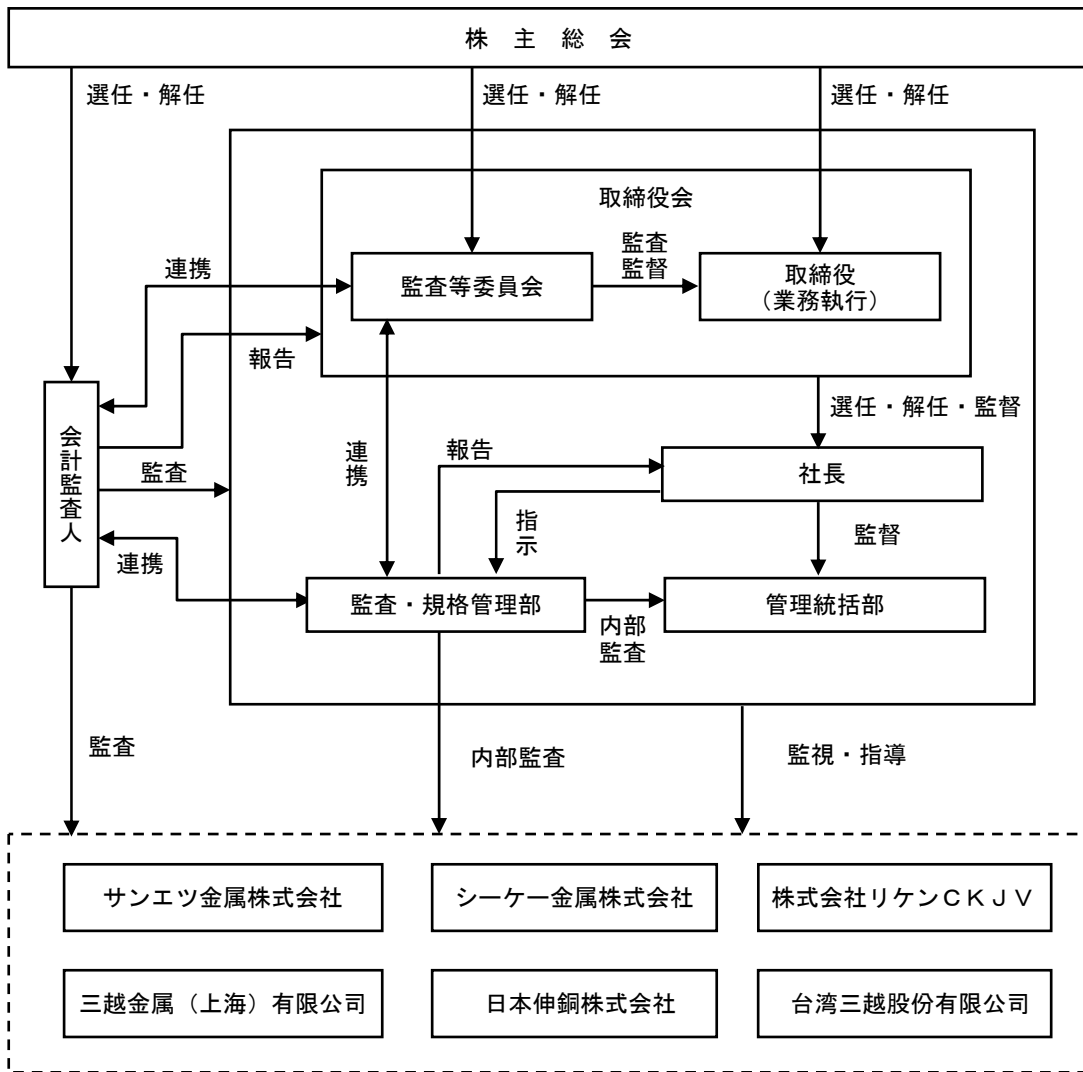 株 主 総 会
選任・解任
選任・解任
選任・解任
取締役会
監査
監督
監査等委員会
取締役
（業務執行）
連携
報告
選任・解任・監督
会計監査人
連携
報告
社長
監査
指示
監督
連携
監査・規格管理部
管理統括部
内部
監査
監査
内部監査
監視・指導
サンエツ金属株式会社
シーケー金属株式会社
株式会社リケンＣＫＪＶ
三越金属（上海）有限公司
日本伸銅株式会社
台湾三越股份有限公司